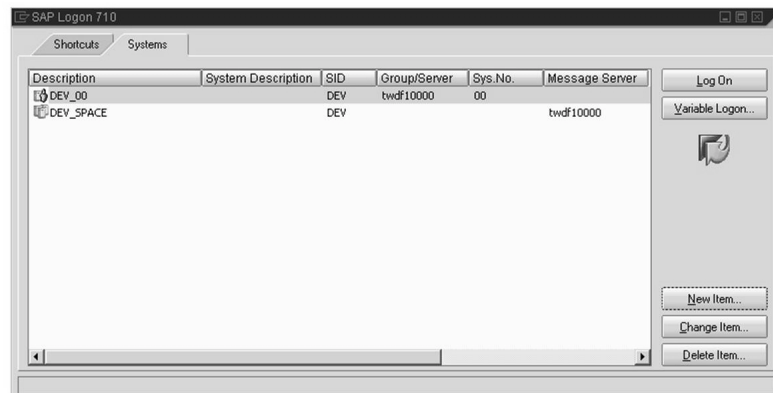 SAP Logon 710
Shortcuts Systems
Description System Description SID Group/Server Sys.No. Message Server
DEV_00 DEV twdf10000 00
DEV_SPACE DEV twdf10000
Log On
Variable Logon...
New Item...
Change Item...
Delete Item...